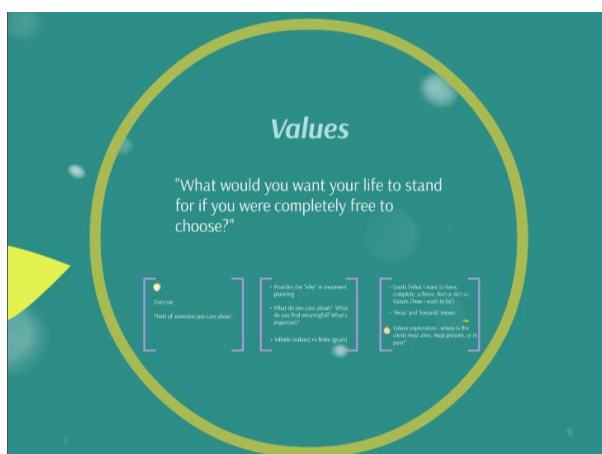 Values
"What would you want your life to stand
for if you were completely free to
choose?"
Exercise
Think of someone you care about...
• Provides the "why" in treatment
planning
• What do you care about? What
do you find meaningful? What's
important?
• Infinite (values) vs finite (goals)
• Goals ('what I want to have,
complete, achieve, feel or do') vs
Values ('how I want to be')
• 'Away' and 'towards' moves
Values exploration - where is the
client most alive, most present, or in
pain?